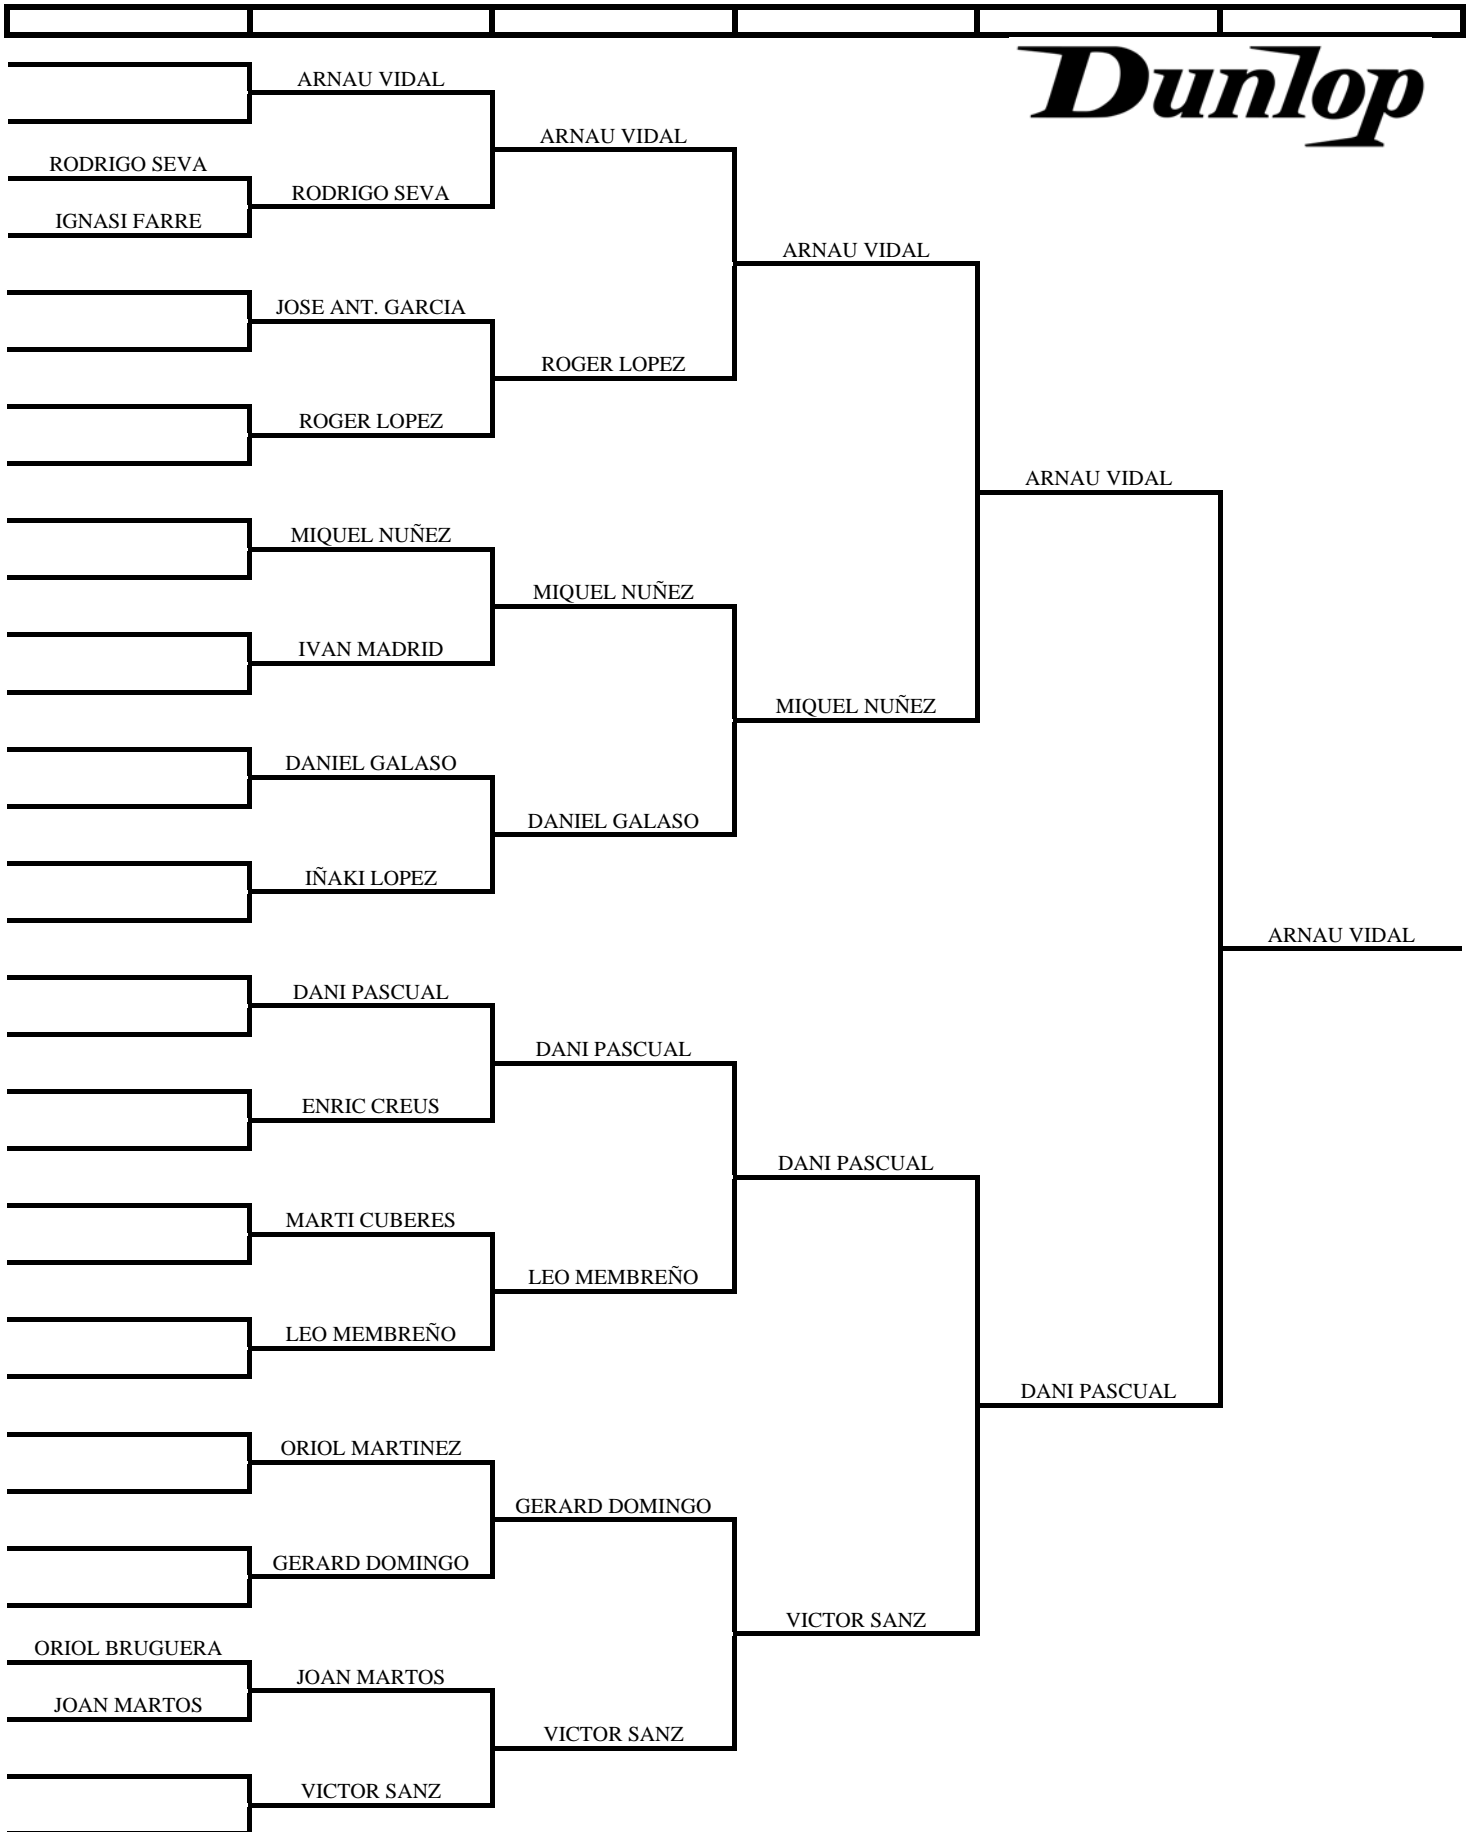 Dunlop
ARNAU VIDAL
ARNAU VIDAL
RODRIGO SEVA
RODRIGO SEVA
IGNASI FARRE
ARNAU VIDAL
JOSE ANT. GARCIA
ROGER LOPEZ
ROGER LOPEZ
ARNAU VIDAL
MIQUEL NUÑEZ
MIQUEL NUÑEZ
IVAN MADRID
MIQUEL NUÑEZ
DANIEL GALASO
DANIEL GALASO
IÑAKI LOPEZ
ARNAU VIDAL
DANI PASCUAL
DANI PASCUAL
ENRIC CREUS
DANI PASCUAL
MARTI CUBERES
LEO MEMBREÑO
LEO MEMBREÑO
DANI PASCUAL
ORIOL MARTINEZ
GERARD DOMINGO
GERARD DOMINGO
VICTOR SANZ
ORIOL BRUGUERA
JOAN MARTOS
JOAN MARTOS
VICTOR SANZ
VICTOR SANZ